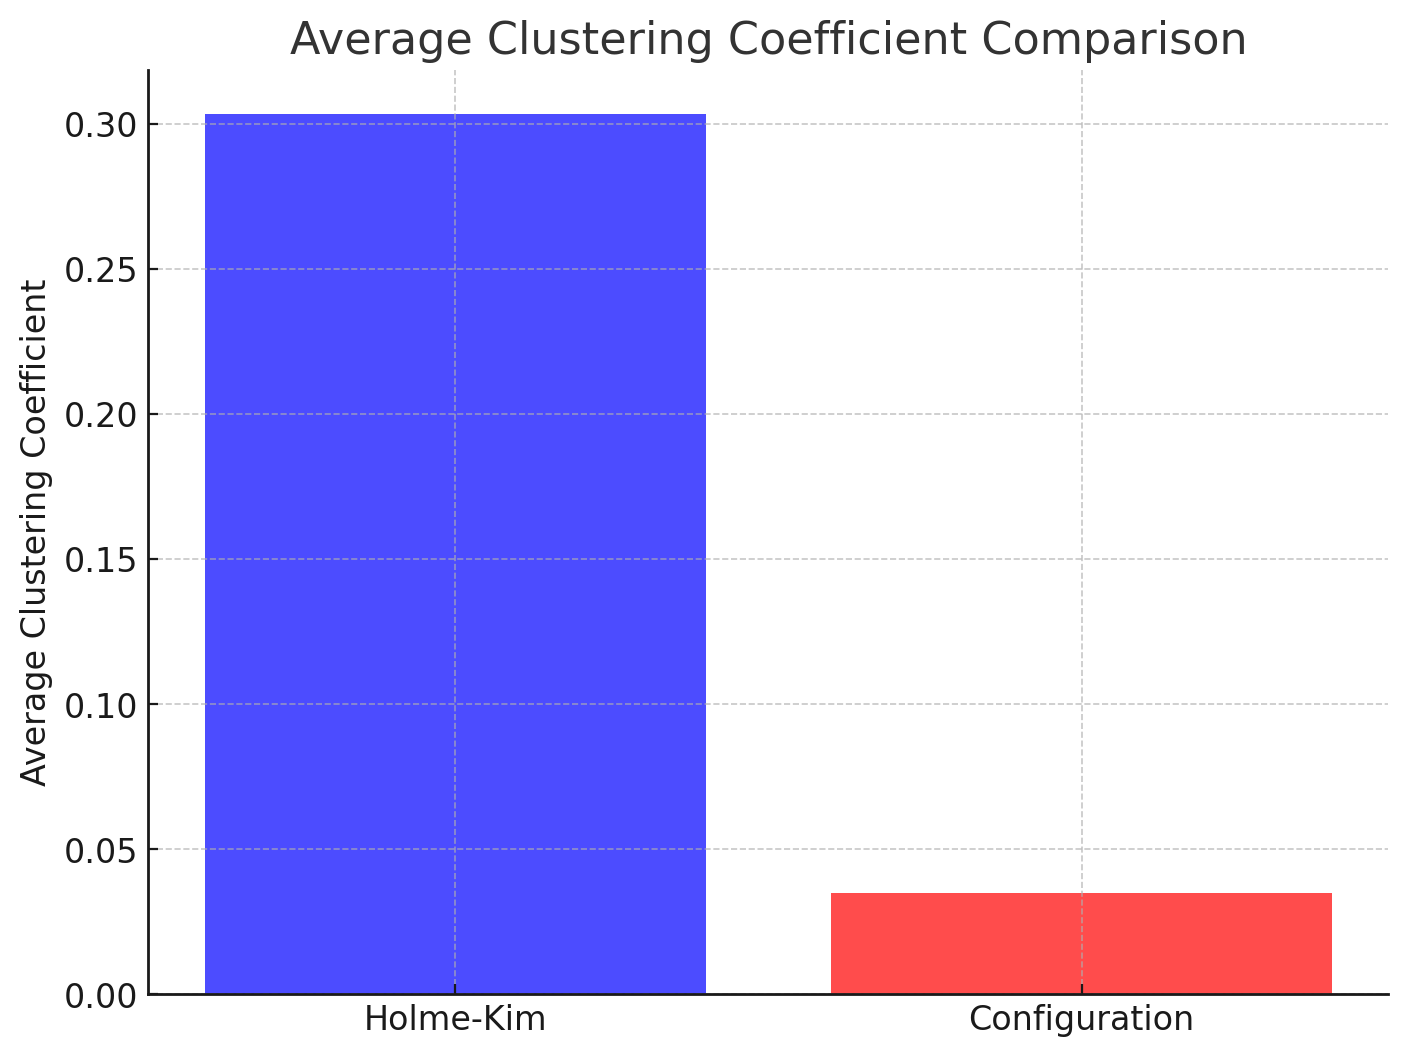 Average Clustering Coefficient Comparison
Average Clustering Coefficient
0.30
0.25
0.20
0.15
0.10
0.05
0.00
Holme-Kim
Configuration